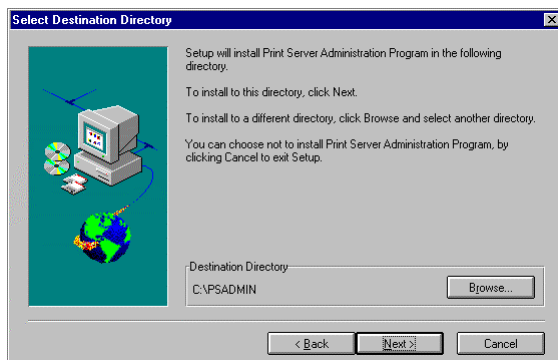 Select Destination Directory
Setup will install Print Server Administration Program in the following
directory.
To install to this directory, click Next.
To install to a different directory, click Browse and select another directory.
You can choose not to install Print Server Administration Program, by
clicking Cancel to exit Setup.
Destination Directory
C:\PSADMIN
Browse...
< Back
Next >
Cancel